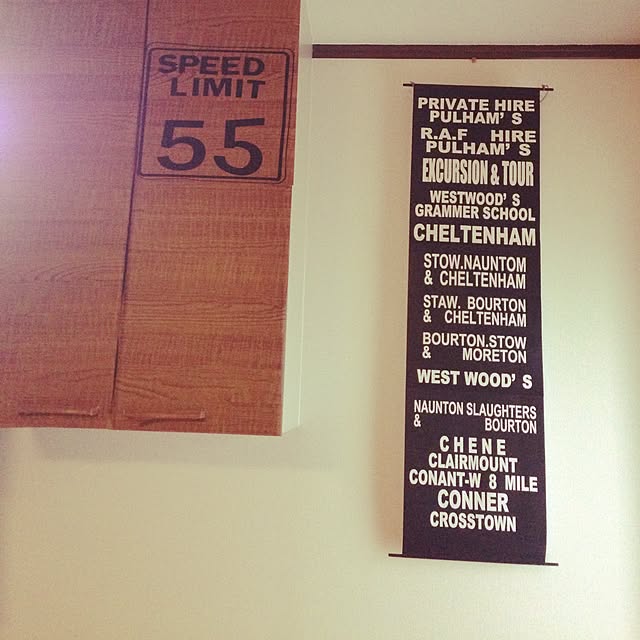 SPEED
LIMIT
55
PRIVATE HIRE
PULHAM' S
R.A.F HIRE
PULHAM' S
EXCURSION & TOUR
WESTWOOD' S
GRAMMER SCHOOL
CHELTENHAM
STOW.NAUNTOM
& CHELTENHAM
STAW. BOURTON
& CHELTENHAM
BOURTON.STOW
& MORETON
WEST WOOD' S
NAUNTON SLAUGHTERS
& BOURTON
CHENE
CLAIRMOUNT
CONANT-W 8 MILE
CONNER
CROSSTOWN